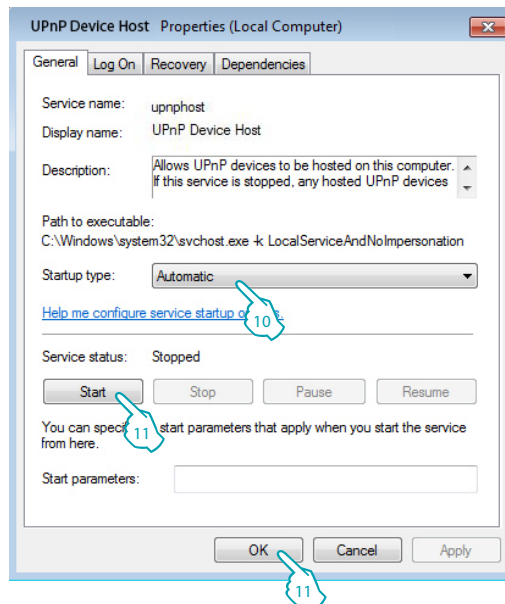 UPnP Device Host Properties (Local Computer)
General Log On Recovery Dependencies
Service name: upnphost
Display name: UPnP Device Host
Description: Allows UPnP devices to be hosted on this computer.
If this service is stopped, any hosted UPnP devices
Path to executable:
C:\Windows\system32\svchost.exe -k LocalServiceAndNoImpersonation
Startup type: Automatic
Help me configure service startup
10
Service status: Stopped
Start Stop Pause Resume
11
You can start parameters that apply when you start the service
from here.
Start parameters:
OK Cancel Apply
11